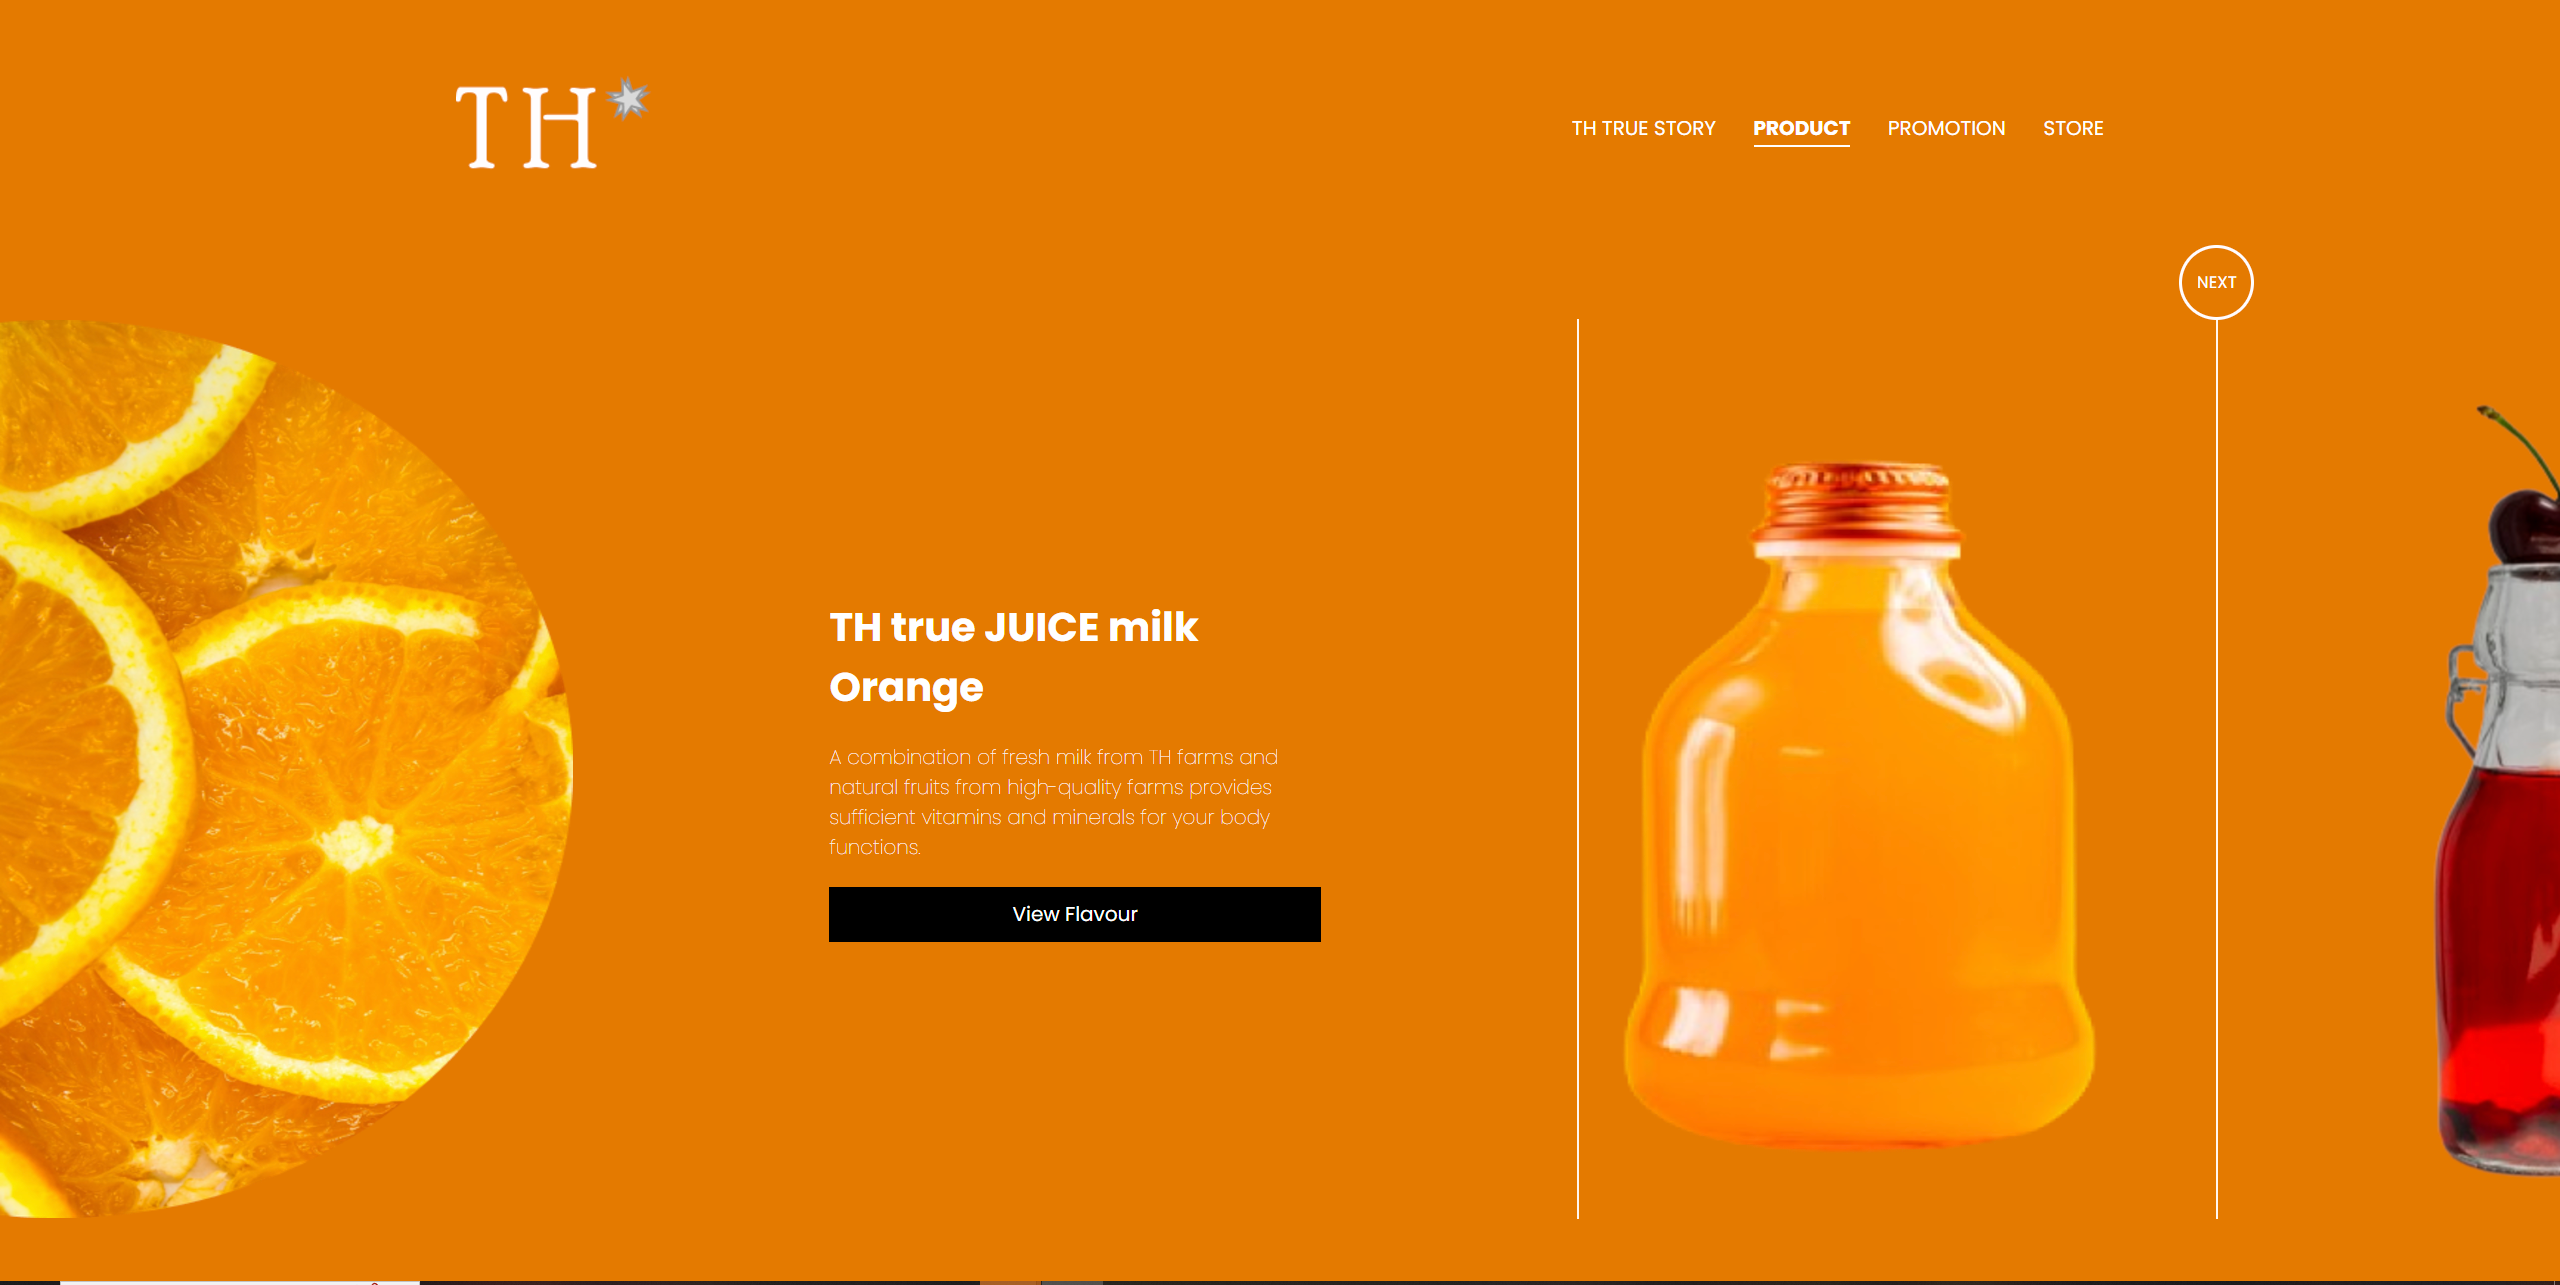 TH
TH TRUE STORY PRODUCT PROMOTION STORE
NEXT
TH true JUICE milk
Orange
A combination of fresh milk from TH farms and
natural fruits from high-quality farms provides
sufficient vitamins and minerals for your body
functions.
View Flavour